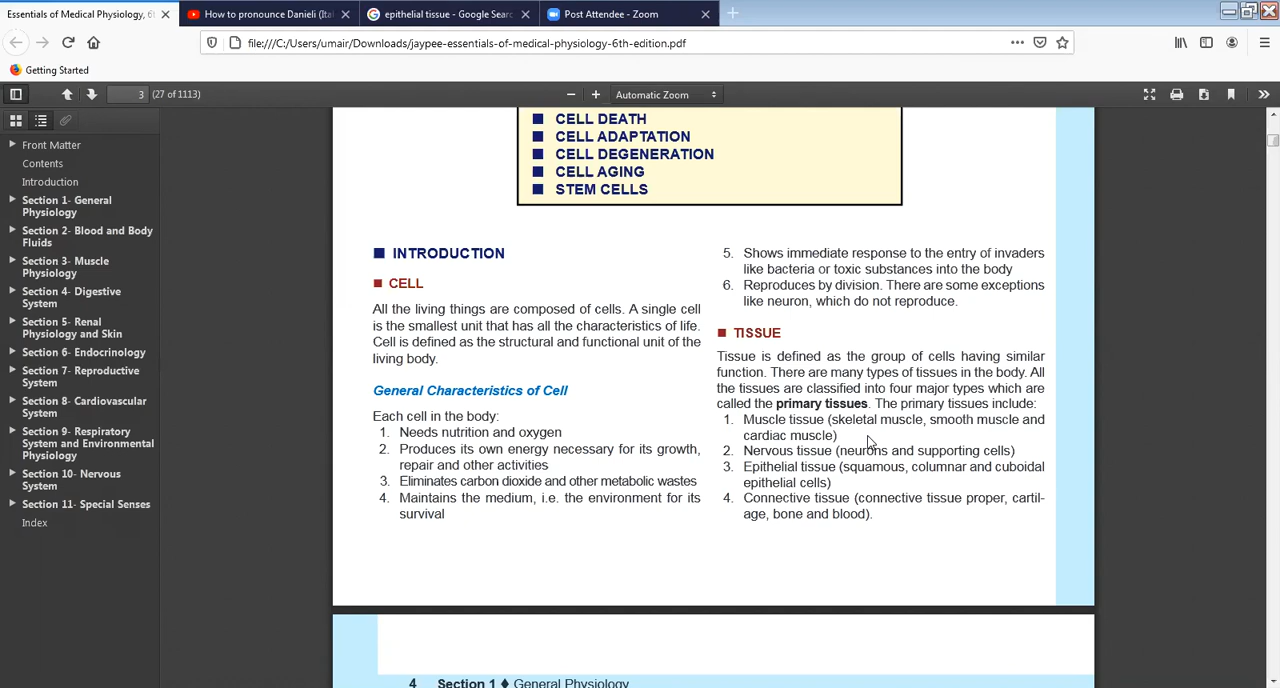 Essentials of Medical Physiology, 6t
How to pronounce Danieli (Ita
epithelial tissue - Google Searc
Post Attendee - Zoom
file:///C:/Users/umair/Downloads/jaypee-essentials-of-medical-physiology-6th-edition.pdf
Getting Started
3 (27 of 1113)
Automatic Zoom
Front Matter
Contents
Introduction
Section 1- General
Physiology
Section 2- Blood and Body
Fluids
Section 3- Muscle
Physiology
Section 4- Digestive
System
Section 5- Renal
Physiology and Skin
Section 6- Endocrinology
Section 7- Reproductive
System
Section 8- Cardiovascular
System
Section 9- Respiratory
System and Environmental
Physiology
Section 10- Nervous
System
Section 11- Special Senses
Index
■ CELL DEATH
■ CELL ADAPTATION
■ CELL DEGENERATION
■ CELL AGING
■ STEM CELLS
■ INTRODUCTION
■ CELL
All the living things are composed of cells. A single cell
is the smallest unit that has all the characteristics of life.
Cell is defined as the structural and functional unit of the
living body.
General Characteristics of Cell
Each cell in the body:
1. Needs nutrition and oxygen
2. Produces its own energy necessary for its growth,
repair and other activities
3. Eliminates carbon dioxide and other metabolic wastes
4. Maintains the medium, i.e. the environment for its
survival
5. Shows immediate response to the entry of invaders
like bacteria or toxic substances into the body
6. Reproduces by division. There are some exceptions
like neuron, which do not reproduce.
■ TISSUE
Tissue is defined as the group of cells having similar
function. There are many types of tissues in the body. All
the tissues are classified into four major types which are
called the primary tissues. The primary tissues include:
1. Muscle tissue (skeletal muscle, smooth muscle and
cardiac muscle)
2. Nervous tissue (neurons and supporting cells)
3. Epithelial tissue (squamous, columnar and cuboidal
epithelial cells)
4. Connective tissue (connective tissue proper, cartil-
age, bone and blood).
4 Section 1 ♦ General Physiology